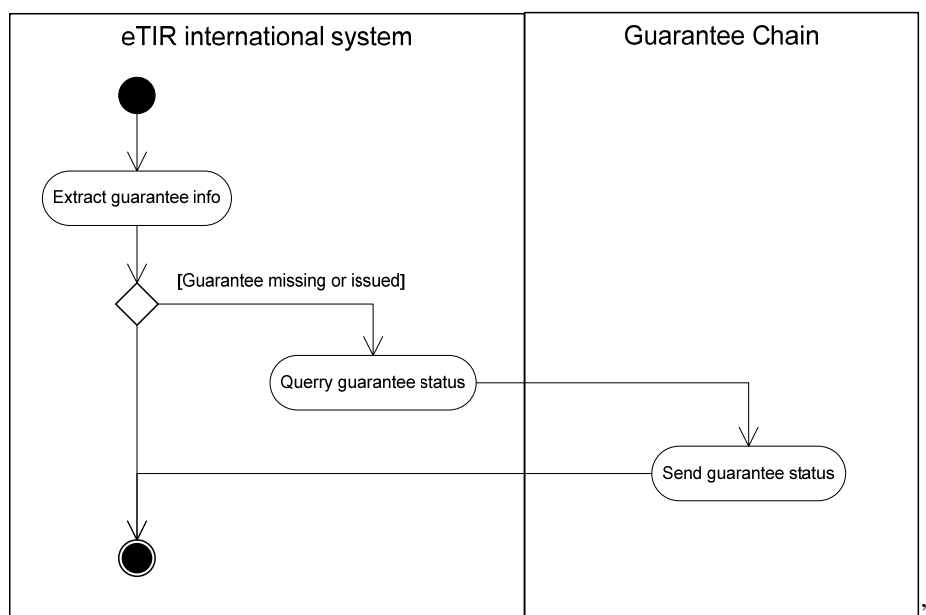 eTIR international system
Guarantee Chain
Extract guarantee info
[Guarantee missing or issued]
Querry guarantee status
Send guarantee status
,